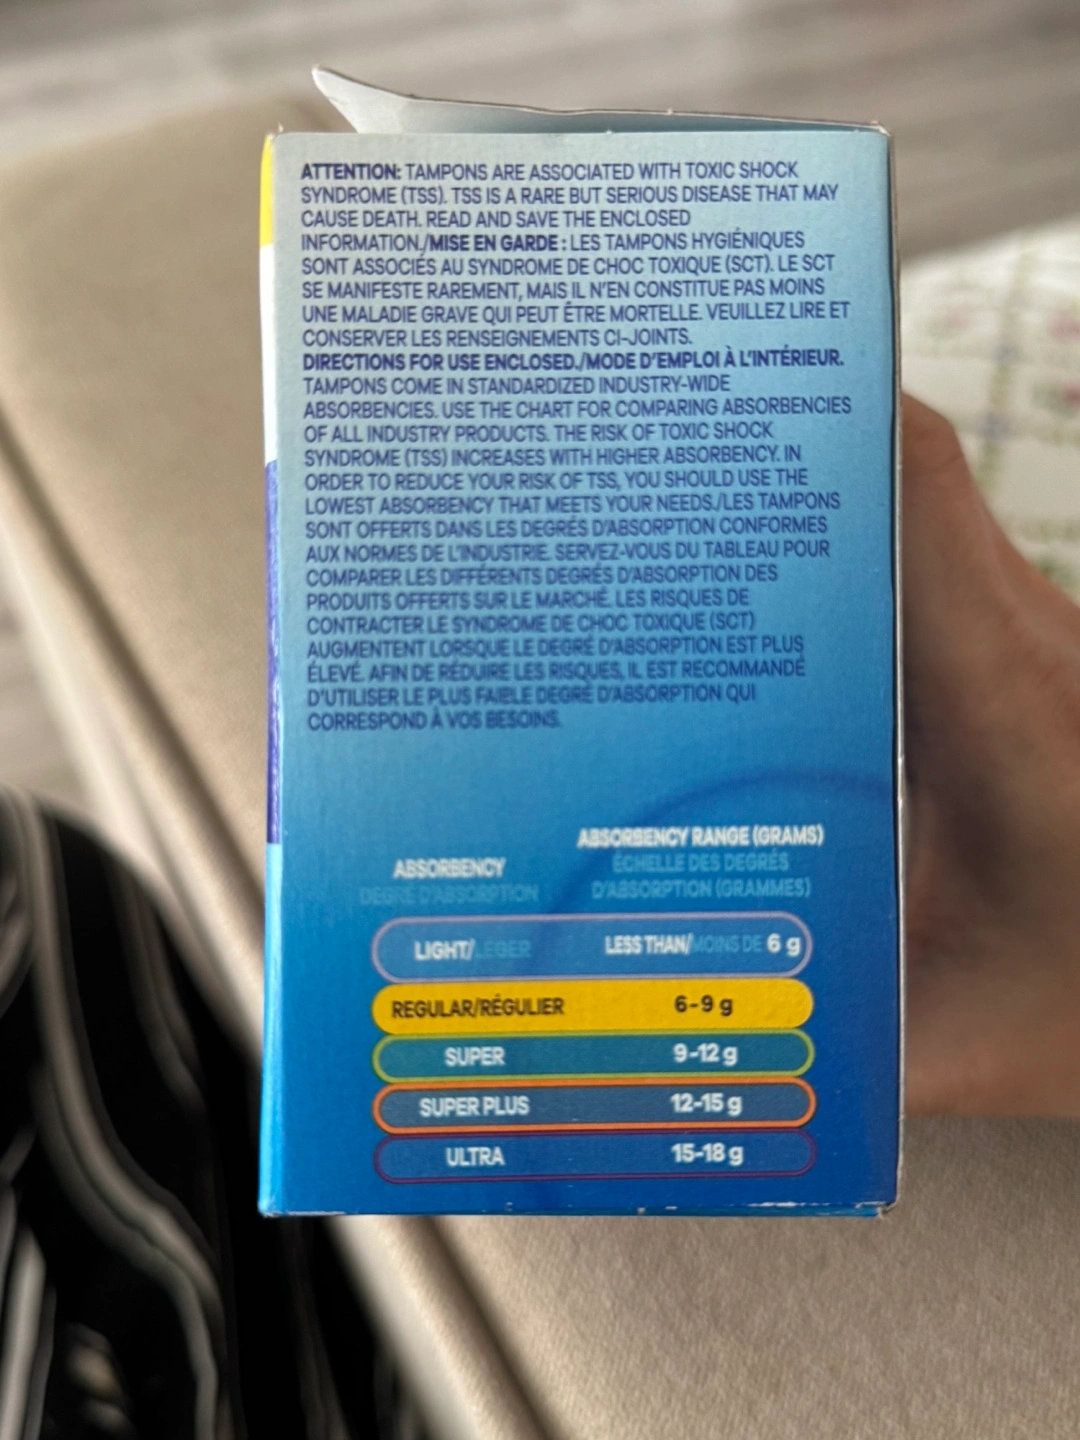 ATTENTION: TAMPONS ARE ASSOCIATED WITH TOXIC SHOCK
SYNDROME (TSS). TSS IS A RARE BUT SERIOUS DISEASE THAT MAY
CAUSE DEATH. READ AND SAVE THE ENCLOSED
INFORMATION./MISE EN GARDE : LES TAMPONS HYGIÉNIQUES
SONT ASSOCIÉS AU SYNDROME DE CHOC TOXIQUE (SCT). LE SCT
SE MANIFESTE RAREMENT, MAIS IL N'EN CONSTITUE PAS MOINS
UNE MALADIE GRAVE QUI PEUT ÊTRE MORTELLE. VEUILLEZ LIRE ET
CONSERVER LES RENSEIGNEMENTS CI-JOINTS.
DIRECTIONS FOR USE ENCLOSED./MODE D'EMPLOI À L'INTÉRIEUR.
TAMPONS COME IN STANDARDIZED INDUSTRY-WIDE
ABSORBENCIES. USE THE CHART FOR COMPARING ABSORBENCIES
OF ALL INDUSTRY PRODUCTS. THE RISK OF TOXIC SHOCK
SYNDROME (TSS) INCREASES WITH HIGHER ABSORBENCY. IN
ORDER TO REDUCE YOUR RISK OF TSS, YOU SHOULD USE THE
LOWEST ABSORBENCY THAT MEETS YOUR NEEDS./LES TAMPONS
SONT OFFERTS DANS LES DEGRÉS D'ABSORPTION CONFORMES
AUX NORMES DE L'INDUSTRIE. SERVEZ-VOUS DU TABLEAU POUR
COMPARER LES DIFFÉRENTS DEGRÉS D'ABSORPTION DES
PRODUITS OFFERTS SUR LE MARCHÉ. LES RISQUES DE
CONTRACTER LE SYNDROME DE CHOC TOXIQUE (SCT)
AUGMENTENT LORSQUE LE DEGRÉ D'ABSORPTION EST PLUS
ÉLEVÉ. AFIN DE RÉDUIRE LES RISQUES, IL EST RECOMMANDÉ
D'UTILISER LE PLUS FAIBLE DEGRÉ D'ABSORPTION QUI
CORRESPOND À VOS BESOINS.
ABSORBENCY
DEGRÉ D'ABSORPTION
ABSORBENCY RANGE (GRAMS)
ÉCHELLE DES DEGRÉS
D'ABSORPTION (GRAMMES)
LIGHT/LÉGER LESS THAN/MOINS DE 6 g
REGULAR/RÉGULIER 6-9 g
SUPER 9-12 g
SUPER PLUS 12-15 g
ULTRA 15-18 g